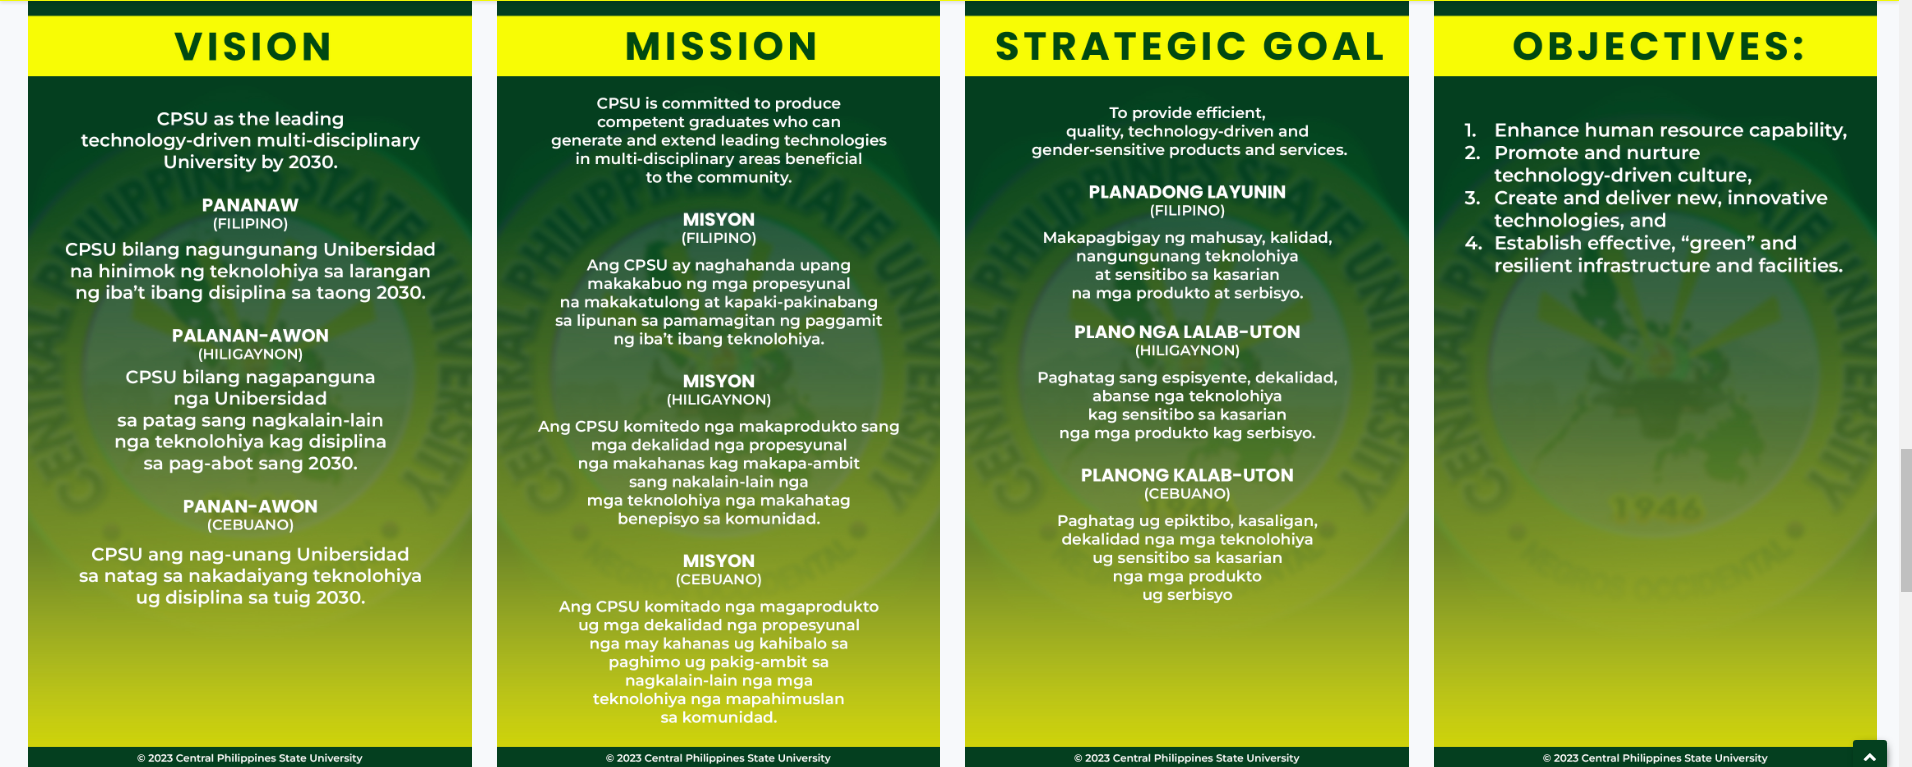 VISION
CPSU as the leading
technology-driven multi-disciplinary
University by 2030.
PANANAW
(FILIPINO)
CPSU bilang nagungunang Unibersidad
na hinimok ng teknolohiya sa larangan
ng iba't ibang disiplina sa taong 2030.
PALANAN-AWON
(HILIGAYNON)
CPSU bilang nagapanguna
nga Unibersidad
sa patag sang nagkalain-lain
nga teknolohiya kag disiplina
sa pag-abot sang 2030.
PANAN-AWON
(CEBUANO)
CPSU ang nag-unang Unibersidad
sa natag sa nakadaiyang teknolohiya
ug disiplina sa tuig 2030.
© 2023 Central Philippines State University
MISSION
CPSU is committed to produce
competent graduates who can
generate and extend leading technologies
in multi-disciplinary areas beneficial
to the community.
MISYON
(FILIPINO)
Ang CPSU ay naghahanda upang
makakabuo ng mga propesyunal
na makakatulong at kapaki-pakinabang
sa lipunan sa pamamagitan ng paggamit
ng iba't ibang teknolohiya.
MISYON
(HILIGAYNON)
Ang CPSU komitedo nga makaprodukto sang
mga dekalidad nga propesyunal
nga makahanas kag makapa-ambit
sang nakalain-lain nga
mga teknolohiya nga makahatag
benepisyo sa komunidad.
MISYON
(CEBUANO)
Ang CPSU komitado nga magaprodukto
ug mga dekalidad nga propesyunal
nga may kahanas ug kahibalo sa
paghimo ug pakig-ambit sa
nagkalain-lain nga mga
teknolohiya nga mapahimuslan
sa komunidad.
© 2023 Central Philippines State University
STRATEGIC GOAL
To provide efficient,
quality, technology-driven and
gender-sensitive products and services.
PLANADONG LAYUNIN
(FILIPINO)
Makapagbigay ng mahusay, kalidad,
nangungunang teknolohiya
at sensitibo sa kasarian
na mga produkto at serbisyo.
PLANO NGA LALAB-UTON
(HILIGAYNON)
Paghatag sang espisyente, dekalidad,
abanse nga teknolohiya
kag sensitibo sa kasarian
nga mga produkto kag serbisyo.
PLANONG KALAB-UTON
(CEBUANO)
Paghatag ug epiktibo, kasaligan,
dekalidad nga mga teknolohiya
ug sensitibo sa kasarian
nga mga produkto
ug serbisyo
© 2023 Central Philippines State University
OBJECTIVES:
1. Enhance human resource capability,
2. Promote and nurture
technology-driven culture,
3. Create and deliver new, innovative
technologies, and
4. Establish effective, “green” and
resilient infrastructure and facilities.
CENTRAL PHILIPPINES STATE UNIVERSITY
1946
NEGROS OCCIDENTAL
© 2023 Central Philippines State University